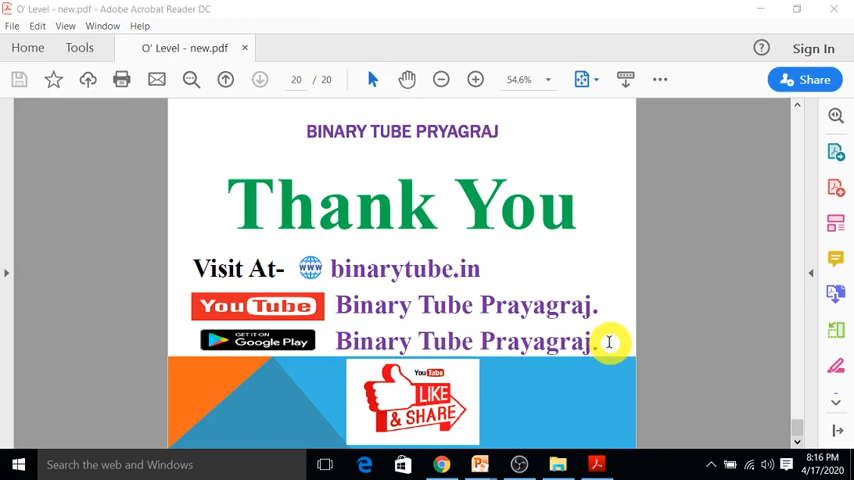 O' Level - new.pdf - Adobe Acrobat Reader DC
File Edit View Window Help
Home Tools O' Level - new.pdf × Sign In
20 / 20 54.6% Share
BINARY TUBE PRYAGRAJ
Thank You
Visit At- www binarytube.in
YouTube Binary Tube Prayagraj.
GET IT ON Google Play Binary Tube Prayagraj.
YouTube
LIKE
& SHARE
Search the web and Windows
8:16 PM
4/17/2020